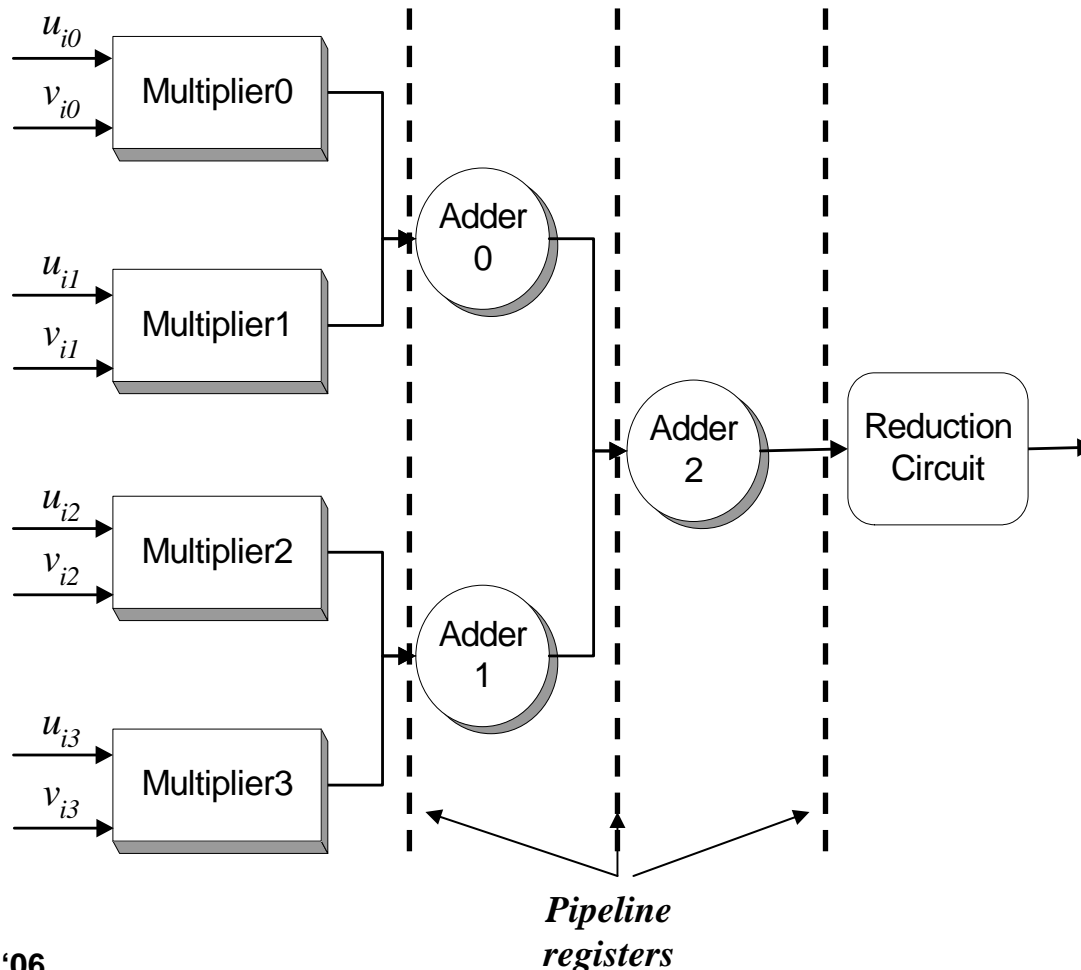 u_i0
v_i0
Multiplier0
u_i1
v_i1
Multiplier1
u_i2
v_i2
Multiplier2
u_i3
v_i3
Multiplier3
Adder
0
Adder
1
Adder
2
Reduction
Circuit
Pipeline
registers
‘06